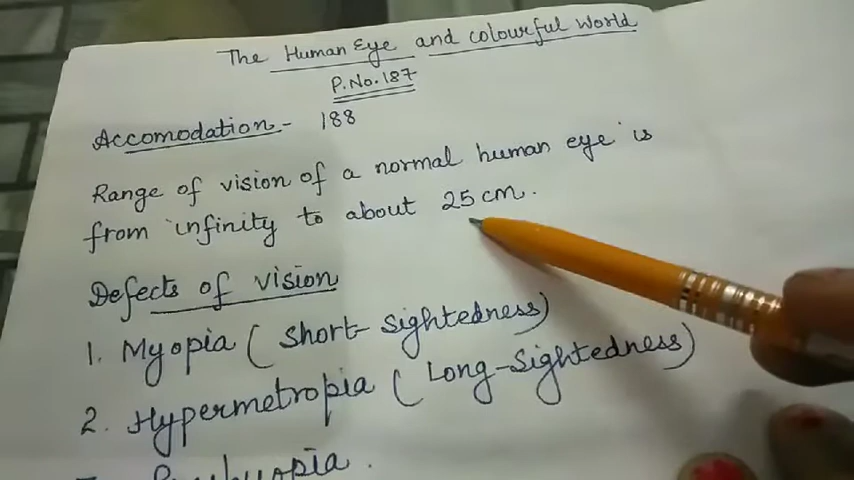 The Human Eye and colourful World
P.No.187
Accomodation- 188
Range of vision of a normal human eye is
from infinity to about 25 cm.
Defects of vision
1. Myopia (Short-sightedness)
2. Hypermetropia (Long-sightedness)